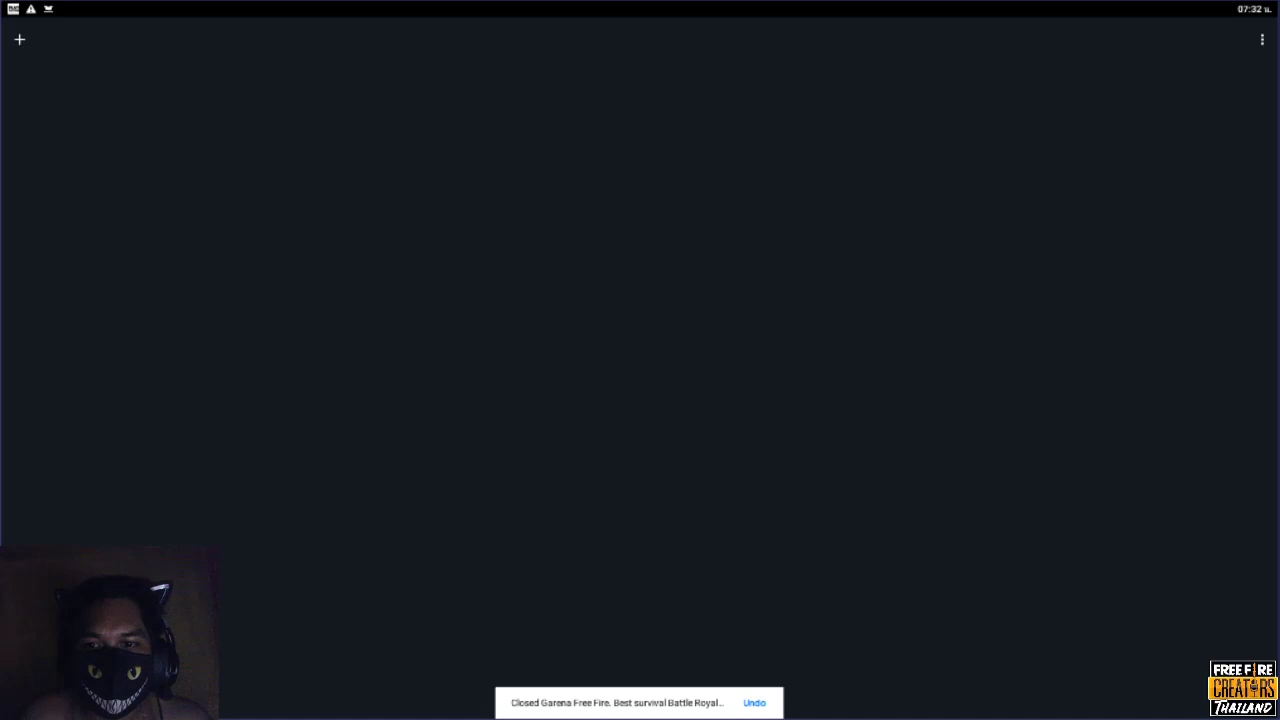 07:32 น.
Closed Garena Free Fire. Best survival Battle Royal... Undo
FREE FIRE
CREATORS
THAILAND